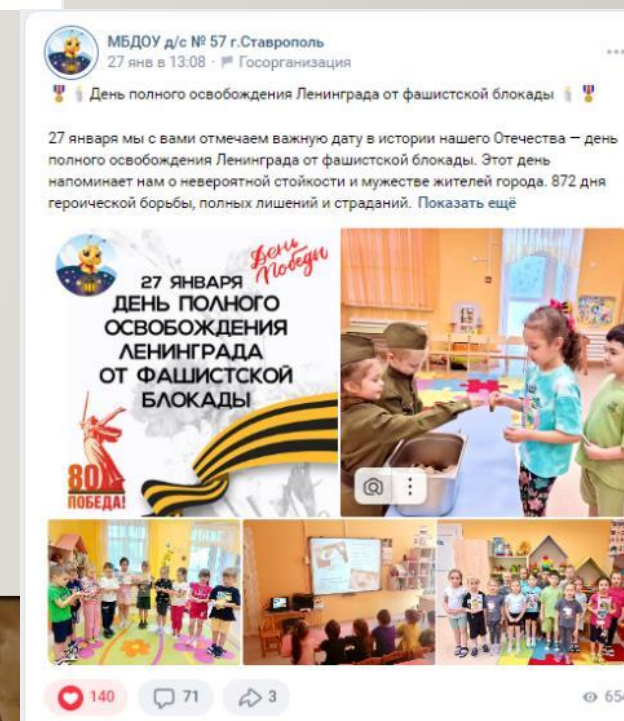 МБДОУ д/с № 57 г.Ставрополь
27 янв в 13:08 · Госорганизация
День полного освобождения Ленинграда от фашистской блокады
27 января мы с вами отмечаем важную дату в истории нашего Отечества — день
полного освобождения Ленинграда от фашистской блокады. Этот день
напоминает нам о невероятной стойкости и мужестве жителей города. 872 дня
героической борьбы, полных лишений и страданий. Показать ещё
День
Победы
27 ЯНВАРЯ
ДЕНЬ ПОЛНОГО
ОСВОБОЖДЕНИЯ
ЛЕНИНГРАДА
ОТ ФАШИСТСКОЙ
БЛОКАДЫ
80
ПОБЕДА!
140 71 3 654